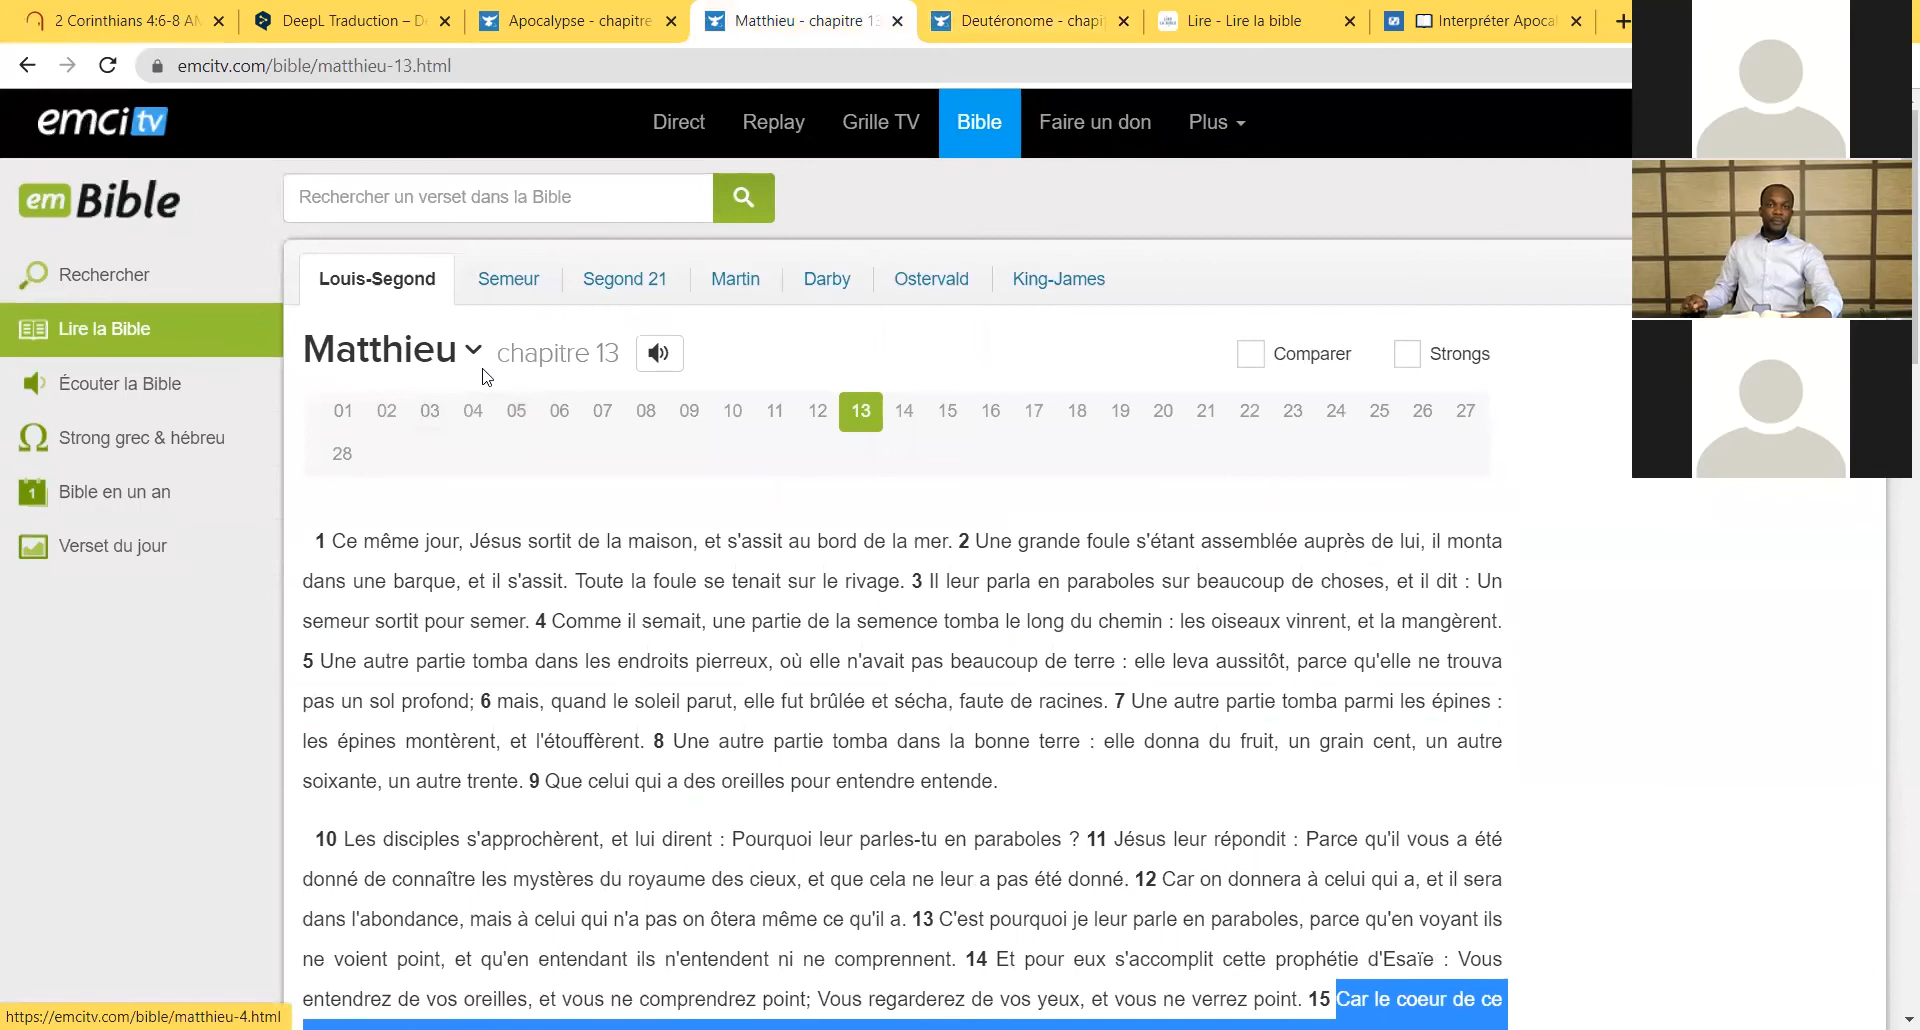 2 Corinthians 4:6-8 AM
DeepL Traduction – De
Apocalypse - chapitre
Matthieu - chapitre 13
Deutéronome - chapi
Lire - Lire la bible
Interpréter Apoca
emcitv.com/bible/matthieu-13.html
emci tv
Direct
Replay
Grille TV
Bible
Faire un don
Plus
em Bible
Rechercher un verset dans la Bible
Rechercher
Lire la Bible
Écouter la Bible
Strong grec & hébreu
1
Bible en un an
Verset du jour
Louis-Segond
Semeur
Segond 21
Martin
Darby
Ostervald
King-James
Matthieu chapitre 13
Comparer
Strongs
01 02 03 04 05 06 07 08 09 10 11 12 13 14 15 16 17 18 19 20 21 22 23 24 25 26 27
28
1 Ce même jour, Jésus sortit de la maison, et s'assit au bord de la mer. 2 Une grande foule s'étant assemblée auprès de lui, il monta
dans une barque, et il s'assit. Toute la foule se tenait sur le rivage. 3 Il leur parla en paraboles sur beaucoup de choses, et il dit : Un
semeur sortit pour semer. 4 Comme il semait, une partie de la semence tomba le long du chemin : les oiseaux vinrent, et la mangèrent.
5 Une autre partie tomba dans les endroits pierreux, où elle n'avait pas beaucoup de terre : elle leva aussitôt, parce qu'elle ne trouva
pas un sol profond; 6 mais, quand le soleil parut, elle fut brûlée et sécha, faute de racines. 7 Une autre partie tomba parmi les épines :
les épines montèrent, et l'étouffèrent. 8 Une autre partie tomba dans la bonne terre : elle donna du fruit, un grain cent, un autre
soixante, un autre trente. 9 Que celui qui a des oreilles pour entendre entende.
10 Les disciples s'approchèrent, et lui dirent : Pourquoi leur parles-tu en paraboles ? 11 Jésus leur répondit : Parce qu'il vous a été
donné de connaître les mystères du royaume des cieux, et que cela ne leur a pas été donné. 12 Car on donnera à celui qui a, et il sera
dans l'abondance, mais à celui qui n'a pas on ôtera même ce qu'il a. 13 C'est pourquoi je leur parle en paraboles, parce qu'en voyant ils
ne voient point, et qu'en entendant ils n'entendent ni ne comprennent. 14 Et pour eux s'accomplit cette prophétie d'Esaïe : Vous
entendrez de vos oreilles, et vous ne comprendrez point; Vous regarderez de vos yeux, et vous ne verrez point. 15 Car le coeur de ce
https://emcitv.com/bible/matthieu-4.html